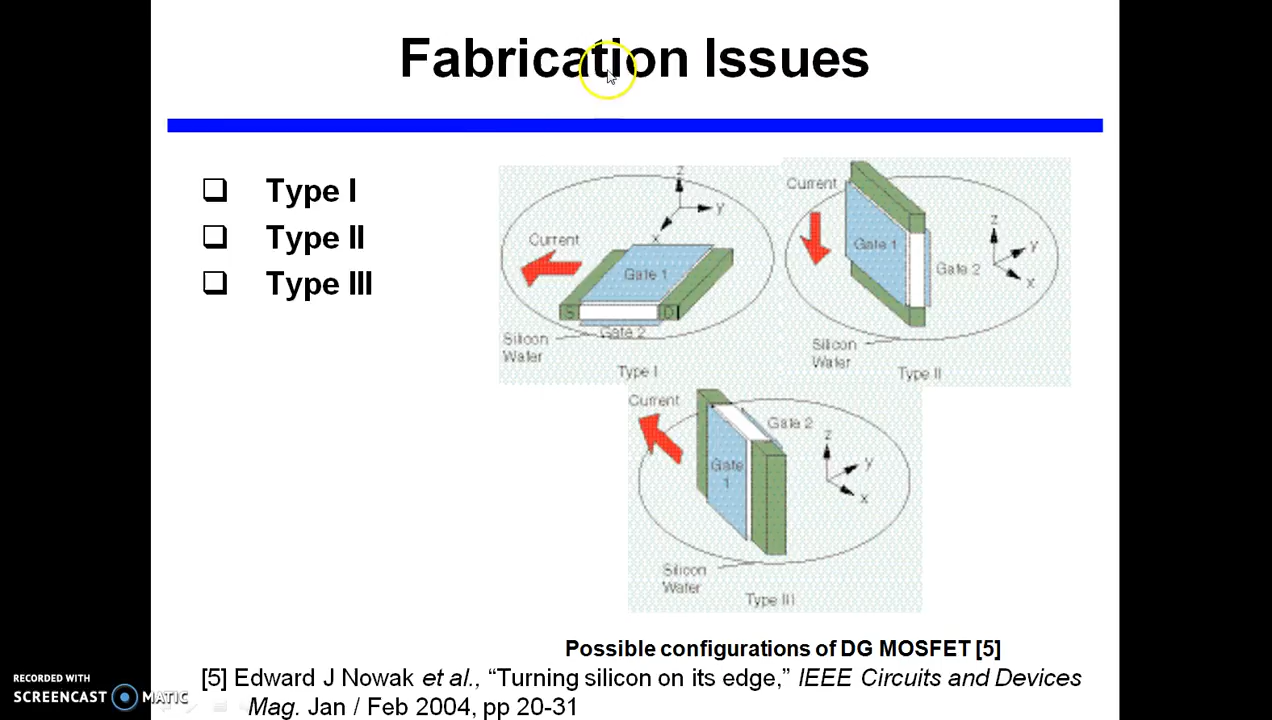 Fabrication Issues
❑ Type I
❑ Type II
❑ Type III
z
y
x
Current
Gate 1
S
D
Gate 2
Silicon
Wafer
Type I
Current
Gate 1
Gate 2
z
y
x
Silicon
Wafer
Type II
Current
Gate 2
Gate
1
z
y
x
Silicon
Wafer
Type III
Possible configurations of DG MOSFET [5]
[5] Edward J Nowak et al., “Turning silicon on its edge,” IEEE Circuits and Devices
Mag. Jan / Feb 2004, pp 20-31
RECORDED WITH
SCREENCAST MATIC